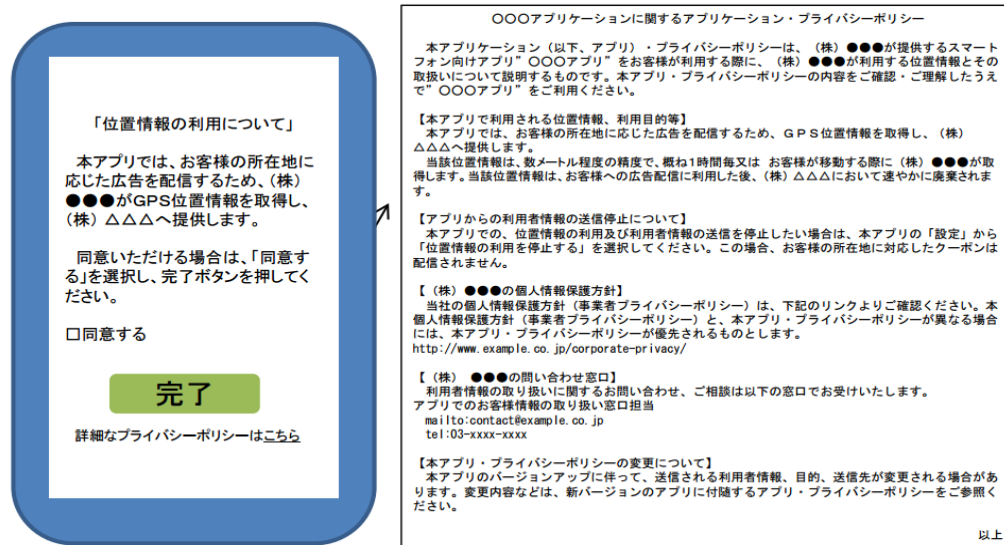 「位置情報の利用について」
本アプリでは、お客様の所在地に
応じた広告を配信するため、（株）
●●●がGPS位置情報を取得し、
（株）△△△へ提供します。
同意いただける場合は、「同意す
る」を選択し、完了ボタンを押してく
ださい。
□同意する
完了
詳細なプライバシーポリシーはこちら
〇〇〇アプリケーションに関するアプリケーション・プライバシーポリシー
本アプリケーション（以下、アプリ）・プライバシーポリシーは、（株）●●●が提供するスマート
フォン向けアプリ”〇〇〇アプリ”をお客様が利用する際に、（株）●●●が利用する位置情報とその
取扱いについて説明するものです。本アプリ・プライバシーポリシーの内容をご確認・ご理解したうえ
で”〇〇〇アプリ”をご利用ください。
【本アプリで利用される位置情報、利用目的等】
本アプリでは、お客様の所在地に応じた広告を配信するため、ＧＰＳ位置情報を取得し、（株）
△△△へ提供します。
当該位置情報は、数メートル程度の精度で、概ね1時間毎又は お客様が移動する際に（株）●●●が取
得します。当該位置情報は、お客様への広告配信に利用した後、（株）△△△において速やかに廃棄されま
す。
【アプリからの利用者情報の送信停止について】
本アプリでの、位置情報の利用及び利用者情報の送信を停止したい場合は、本アプリの「設定」から
「位置情報の利用を停止する」を選択してください。この場合、お客様の所在地に対応したクーポンは
配信されません。
【（株）●●●の個人情報保護方針】
当社の個人情報保護方針（事業者プライバシーポリシー）は、下記のリンクよりご確認ください。本
個人情報保護方針（事業者プライバシーポリシー）と、本アプリ・プライバシーポリシーが異なる場合
には、本アプリ・プライバシーポリシーが優先されるものとします。
http://www.example.co.jp/corporate-privacy/
【（株） ●●●の問い合わせ窓口】
利用者情報の取り扱いに関するお問い合わせ、ご相談は以下の窓口でお受けいたします。
アプリでのお客様情報の取り扱い窓口担当
mailto:contact@example.co.jp
tel:03-xxxx-xxxx
【本アプリ・プライバシーポリシーの変更について】
本アプリのバージョンアップに伴って、送信される利用者情報、目的、送信先が変更される場合があ
ります。変更内容などは、新バージョンのアプリに付随するアプリ・プライバシーポリシーをご参照く
ださい。
以上